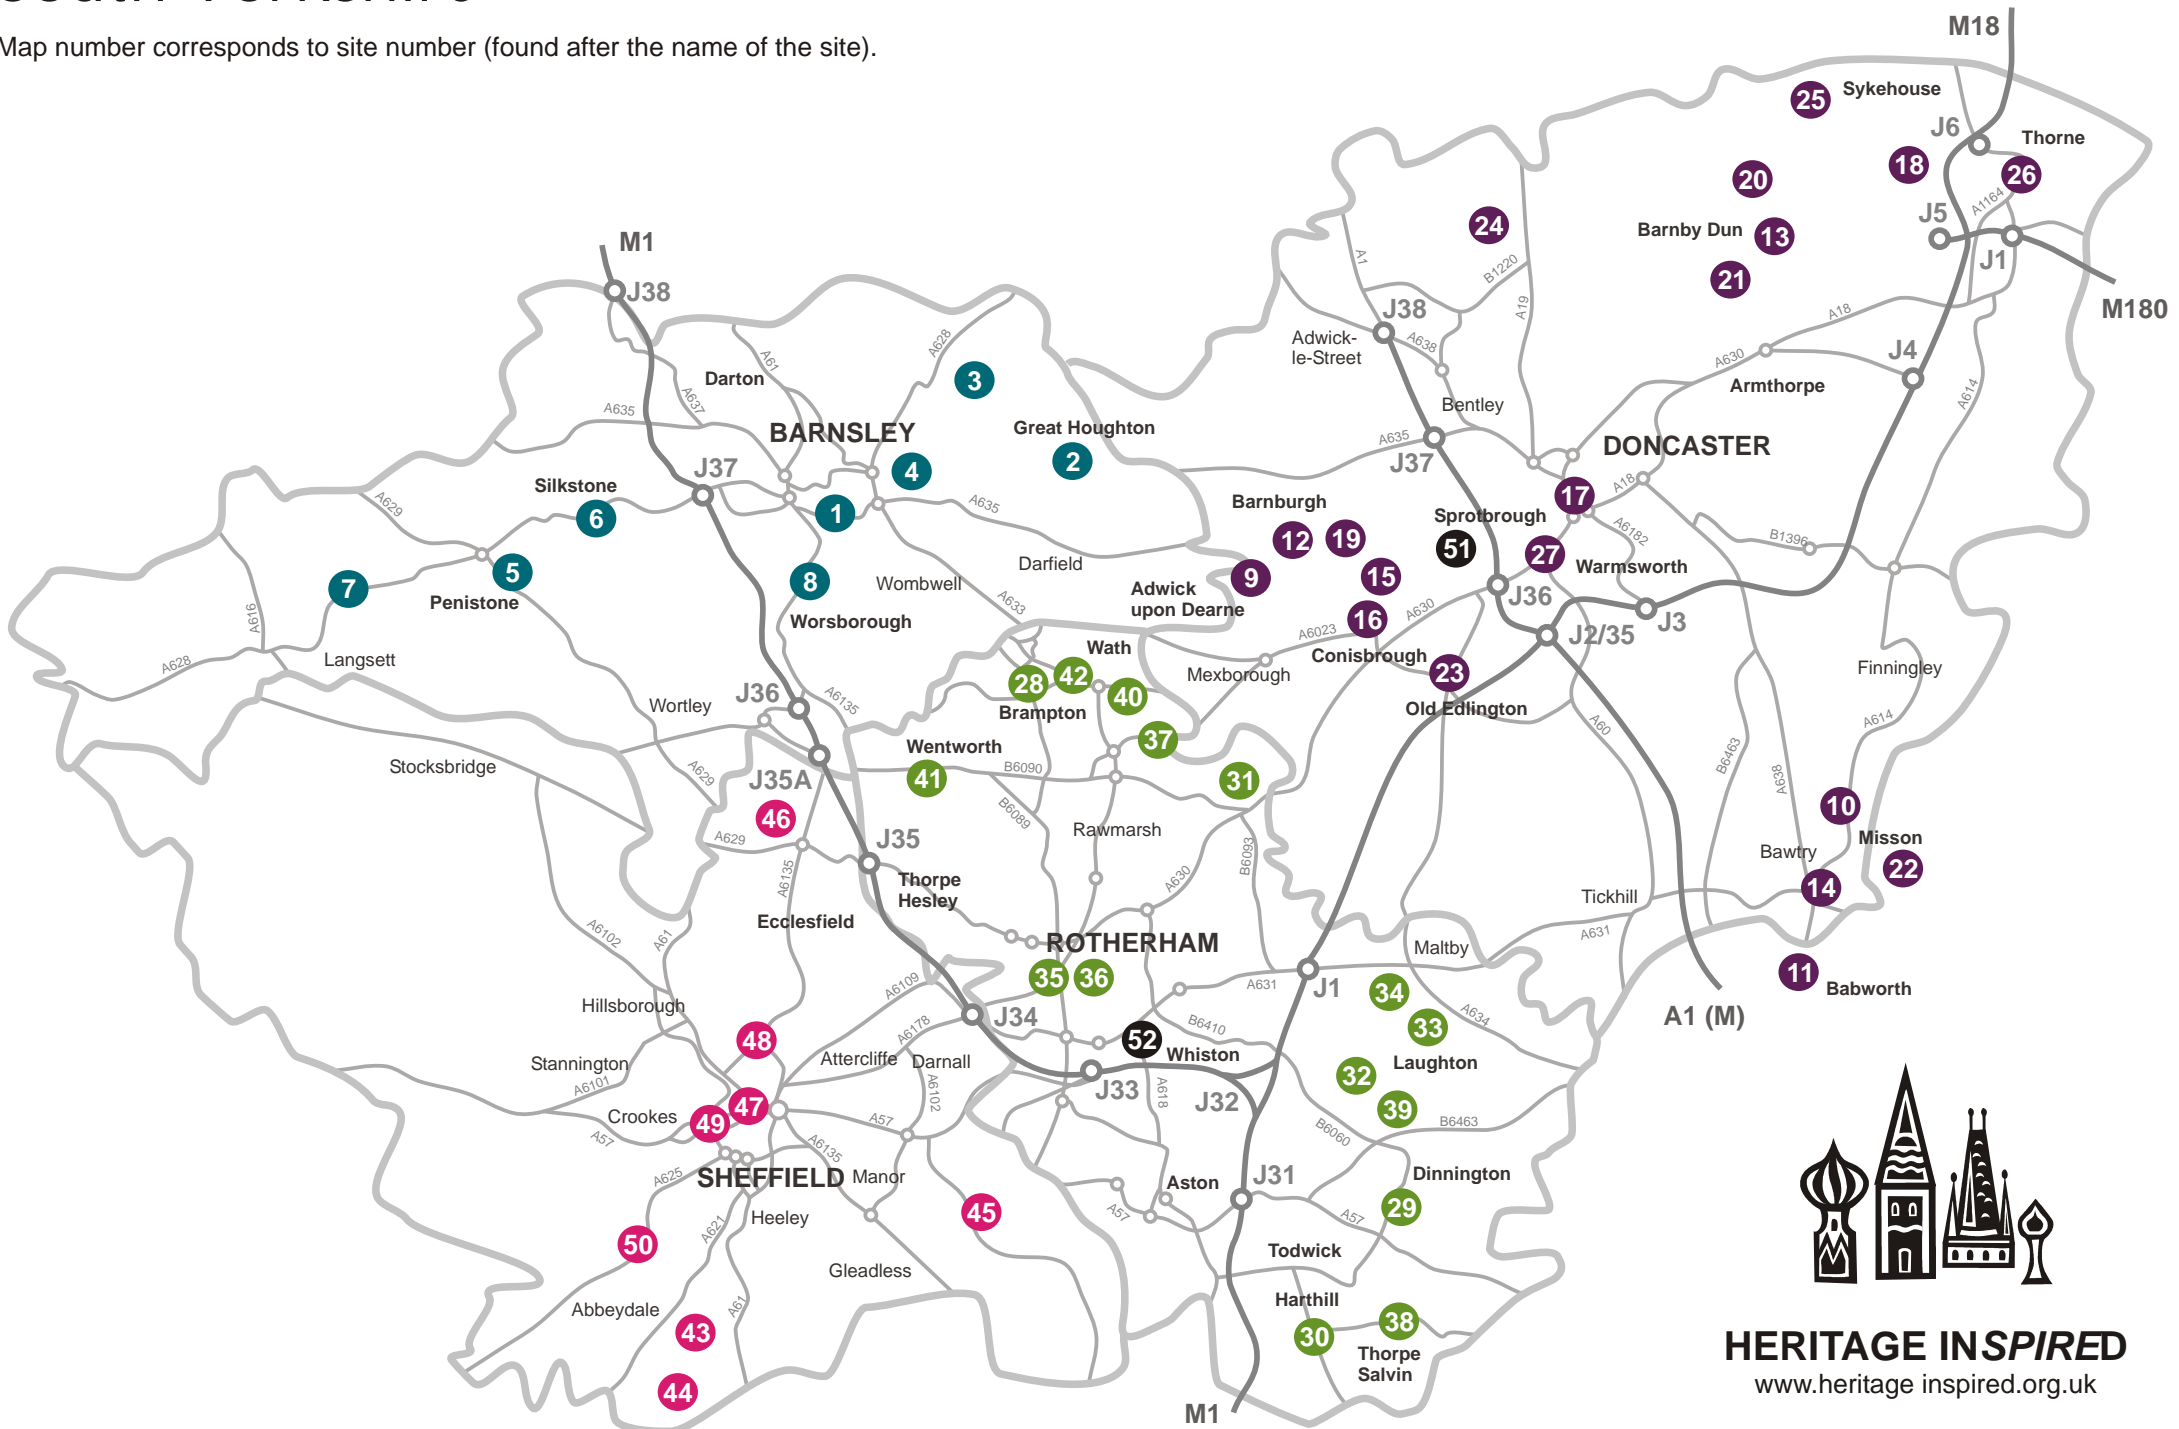 South Yorkshire
Map number corresponds to site number (found after the name of the site).
M18
25
Sykehouse
J6
Thorne
18
26
20
A1164
J5
24
Barnby Dun
13
M1
A1
B1220
J1
21
J38
M180
A19
A18
J38
A628
Adwick-
le-Street
A638
A61
J4
A630
Darton
3
Armthorpe
A637
A614
A635
Bentley
BARNSLEY
Great Houghton
A635
DONCASTER
J37
2
J37
4
Silkstone
A18
17
A629
6
1
A635
Barnburgh
Sprotbrough
A6182
12
19
51
B1396
27
Darfield
Warmsworth
5
7
8
Wombwell
Adwick
upon Dearne
9
15
J36
Penistone
A633
A616
Worsborough
16
A630
J3
A6023
J2/35
Langsett
Wath
Conisbrough
A628
Mexborough
23
Finningley
28
42
40
J36
A6135
Wortley
Brampton
Old Edlington
A614
A60
37
Wentworth
Stocksbridge
B6090
B6463
A629
41
31
A638
J35A
46
B6089
10
Rawmarsh
Misson
A629
J35
B6093
Bawtry
22
A6135
Thorpe
Hesley
A630
14
Tickhill
Ecclesfield
A6102
A61
ROTHERHAM
A631
Maltby
35
36
11
A6109
A631
J1
34
Babworth
Hillsborough
A634
A1 (M)
J34
33
A6178
B6410
48
52
Attercliffe
Darnall
Whiston
Laughton
Stannington
32
A6101
J33
A6102
A618
J32
47
39
Crookes
49
A57
B6463
A57
B6060
A6135
A625
SHEFFIELD
Manor
Dinnington
Aston
J31
45
A57
A57
29
Heeley
A621
50
Todwick
Gleadless
A61
Harthill
Abbeydale
38
43
30
HERITAGE INSPIRED
Thorpe
Salvin
www.heritage inspired.org.uk
44
M1